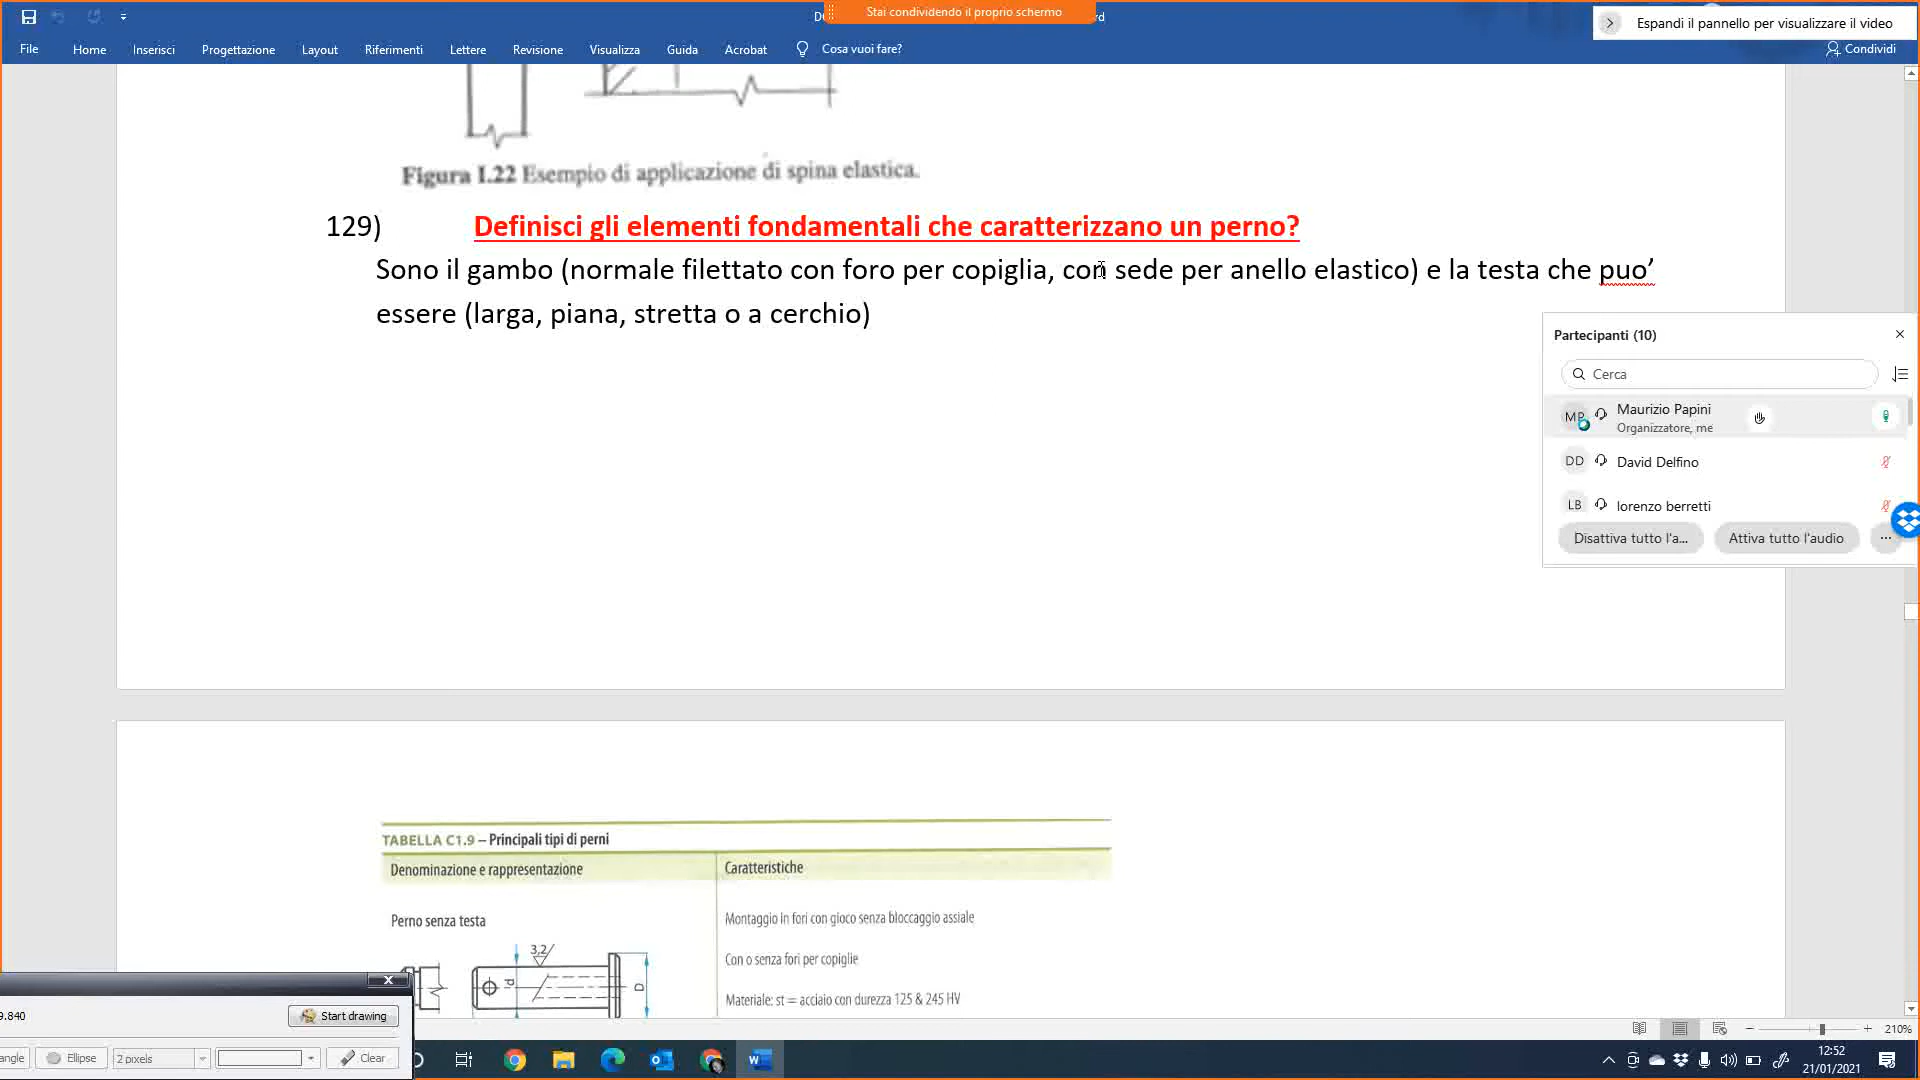 Stai condividendo il proprio schermo
rd
Espandi il pannello per visualizzare il video
File Home Inserisci Progettazione Layout Riferimenti Lettere Revisione Visualizza Guida Acrobat Cosa vuoi fare? Condividi
Figura I.22 Esempio di applicazione di spina elastica.
129) Definisci gli elementi fondamentali che caratterizzano un perno?
Sono il gambo (normale filettato con foro per copiglia, con sede per anello elastico) e la testa che puo’
essere (larga, piana, stretta o a cerchio)
Partecipanti (10)
Cerca
MP Maurizio Papini
Organizzatore, me
DD David Delfino
LB lorenzo berretti
Disattiva tutto l'a... Attiva tutto l'audio ...
TABELLA C1.9 – Principali tipi di perni
Denominazione e rappresentazione Caratteristiche
Perno senza testa Montaggio in fori con gioco senza bloccaggio assiale
3,2
Con o senza fori per copiglie
d D
Materiale: st = acciaio con durezza 125 & 245 HV
9.840 Start drawing
angle Ellipse 2 pixels Clear
210%
12:52
21/01/2021